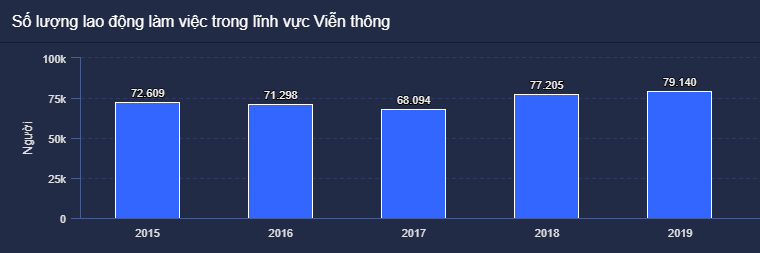 Số lượng lao động làm việc trong lĩnh vực Viễn thông
100k
75k
50k
25k
0
Người
72.609
71.298
68.094
77.205
79.140
2015
2016
2017
2018
2019